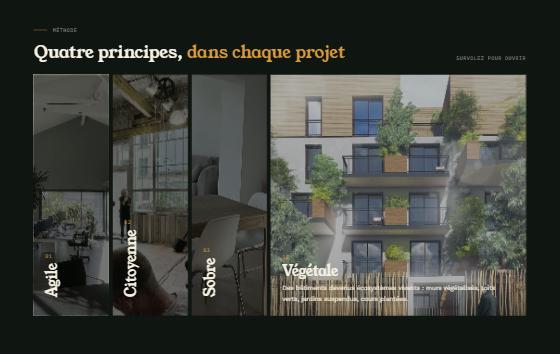 MÉTHODE
Quatre principes, dans chaque projet
SURVOLEZ POUR OUVRIR
01
Agile
Citoyenne
03
Sobre
Végétale
Des bâtiments devenus écosystèmes vivants : murs végétalisés, toits
verts, jardins suspendus, cours plantées.